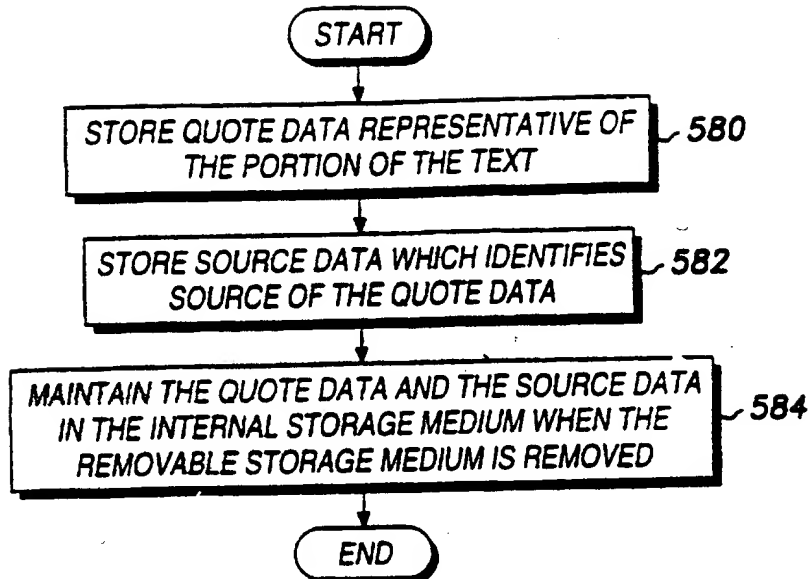 START
STORE QUOTE DATA REPRESENTATIVE OF
THE PORTION OF THE TEXT
580
STORE SOURCE DATA WHICH IDENTIFIES
SOURCE OF THE QUOTE DATA
582
MAINTAIN THE QUOTE DATA AND THE SOURCE DATA
IN THE INTERNAL STORAGE MEDIUM WHEN THE
REMOVABLE STORAGE MEDIUM IS REMOVED
584
END